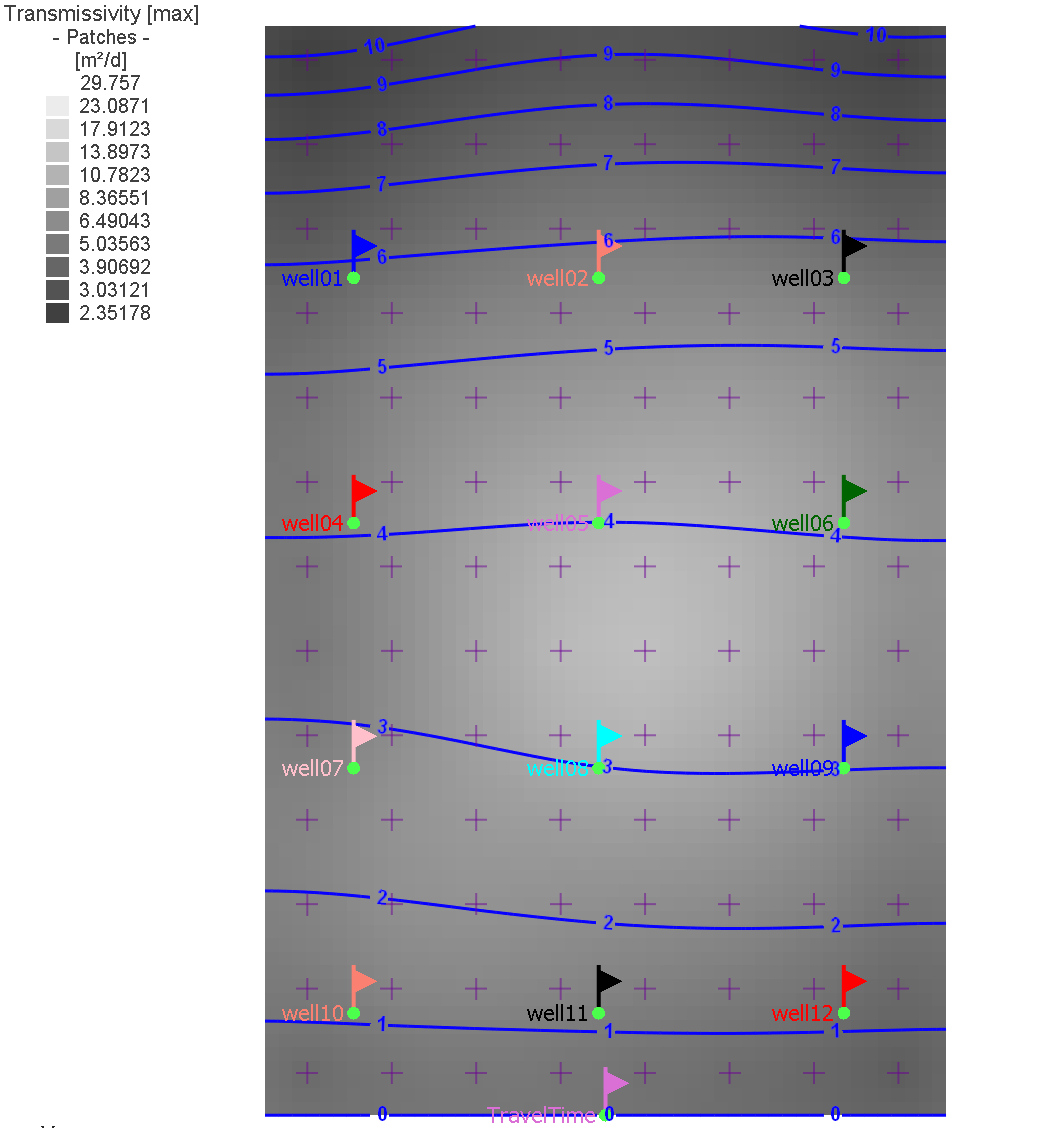 Transmissivity [max]
- Patches -
[m²/d]
29.757
23.0871
17.9123
13.8973
10.7823
8.36551
6.49043
5.03563
3.90692
3.03121
2.35178
10 10
9 9 9
8 8 8
7 7 7
6 6 6
well01 well02 well03
5 5 5
well04 well05 well06
4 4 4
3 3 3
well07 well08 well09
2 2 2
well10 well11 well12
1 1 1
TravelTime
0 0 0